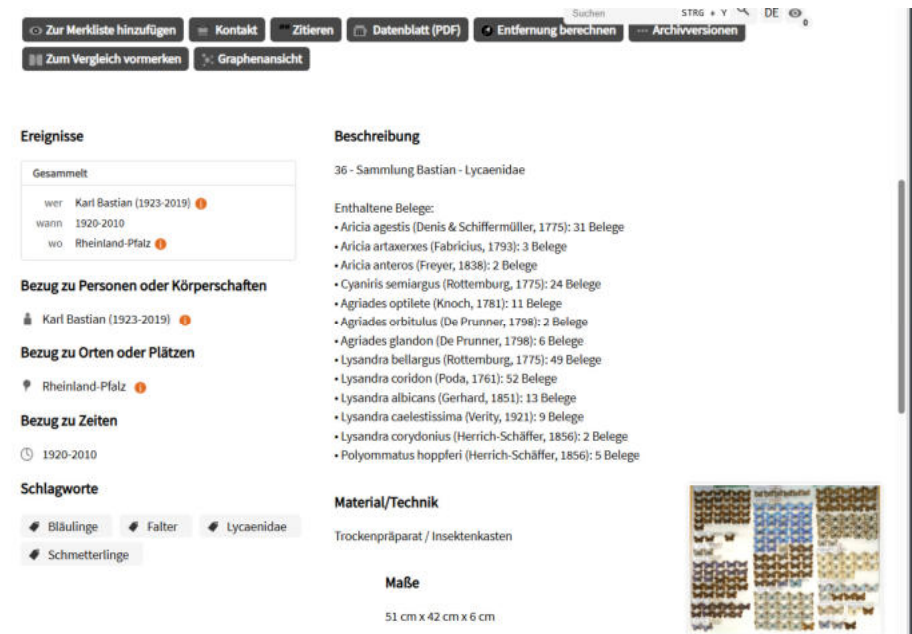 Suchen STRG + Y DE 0
Zur Merkliste hinzufügen Kontakt Zitieren Datenblatt (PDF) Entfernung berechnen Archivversionen
Zum Vergleich vormerken Graphenansicht
Ereignisse
Gesammelt
wer Karl Bastian (1923-2019)
wann 1920-2010
wo Rheinland-Pfalz
Bezug zu Personen oder Körperschaften
Karl Bastian (1923-2019)
Bezug zu Orten oder Plätzen
Rheinland-Pfalz
Bezug zu Zeiten
1920-2010
Schlagworte
Bläulinge Falter Lycaenidae
Schmetterlinge
Beschreibung
36 - Sammlung Bastian - Lycaenidae
Enthaltene Belege:
• Aricia agestis (Denis & Schiffermüller, 1775): 31 Belege
• Aricia artaxerxes (Fabricius, 1793): 3 Belege
• Aricia anteros (Freyer, 1838): 2 Belege
• Cyaniris semiargus (Rottemburg, 1775): 24 Belege
• Agriades optilete (Knoch, 1781): 11 Belege
• Agriades orbitulus (De Prunner, 1798): 2 Belege
• Agriades glandon (De Prunner, 1798): 6 Belege
• Lysandra bellargus (Rottemburg, 1775): 49 Belege
• Lysandra coridon (Poda, 1761): 52 Belege
• Lysandra albicans (Gerhard, 1851): 13 Belege
• Lysandra caelestissima (Verity, 1921): 9 Belege
• Lysandra corydonius (Herrich-Schäffer, 1856): 2 Belege
• Polyommatus hoppferi (Herrich-Schäffer, 1856): 5 Belege
Material/Technik
Trockenpräparat / Insektenkasten
Maße
51 cm x 42 cm x 6 cm